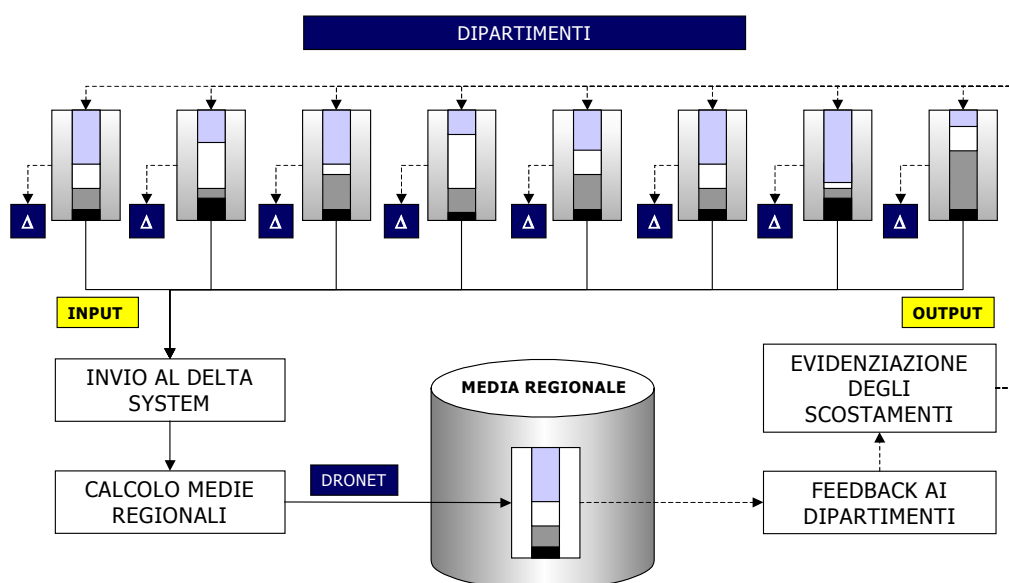 DIPARTIMENTI
Δ Δ Δ Δ Δ Δ Δ Δ
INPUT
OUTPUT
INVIO AL DELTA
SYSTEM
MEDIA REGIONALE
EVIDENZIAZIONE
DEGLI
SCOSTAMENTI
CALCOLO MEDIE
REGIONALI
DRONET
FEEDBACK AI
DIPARTIMENTI